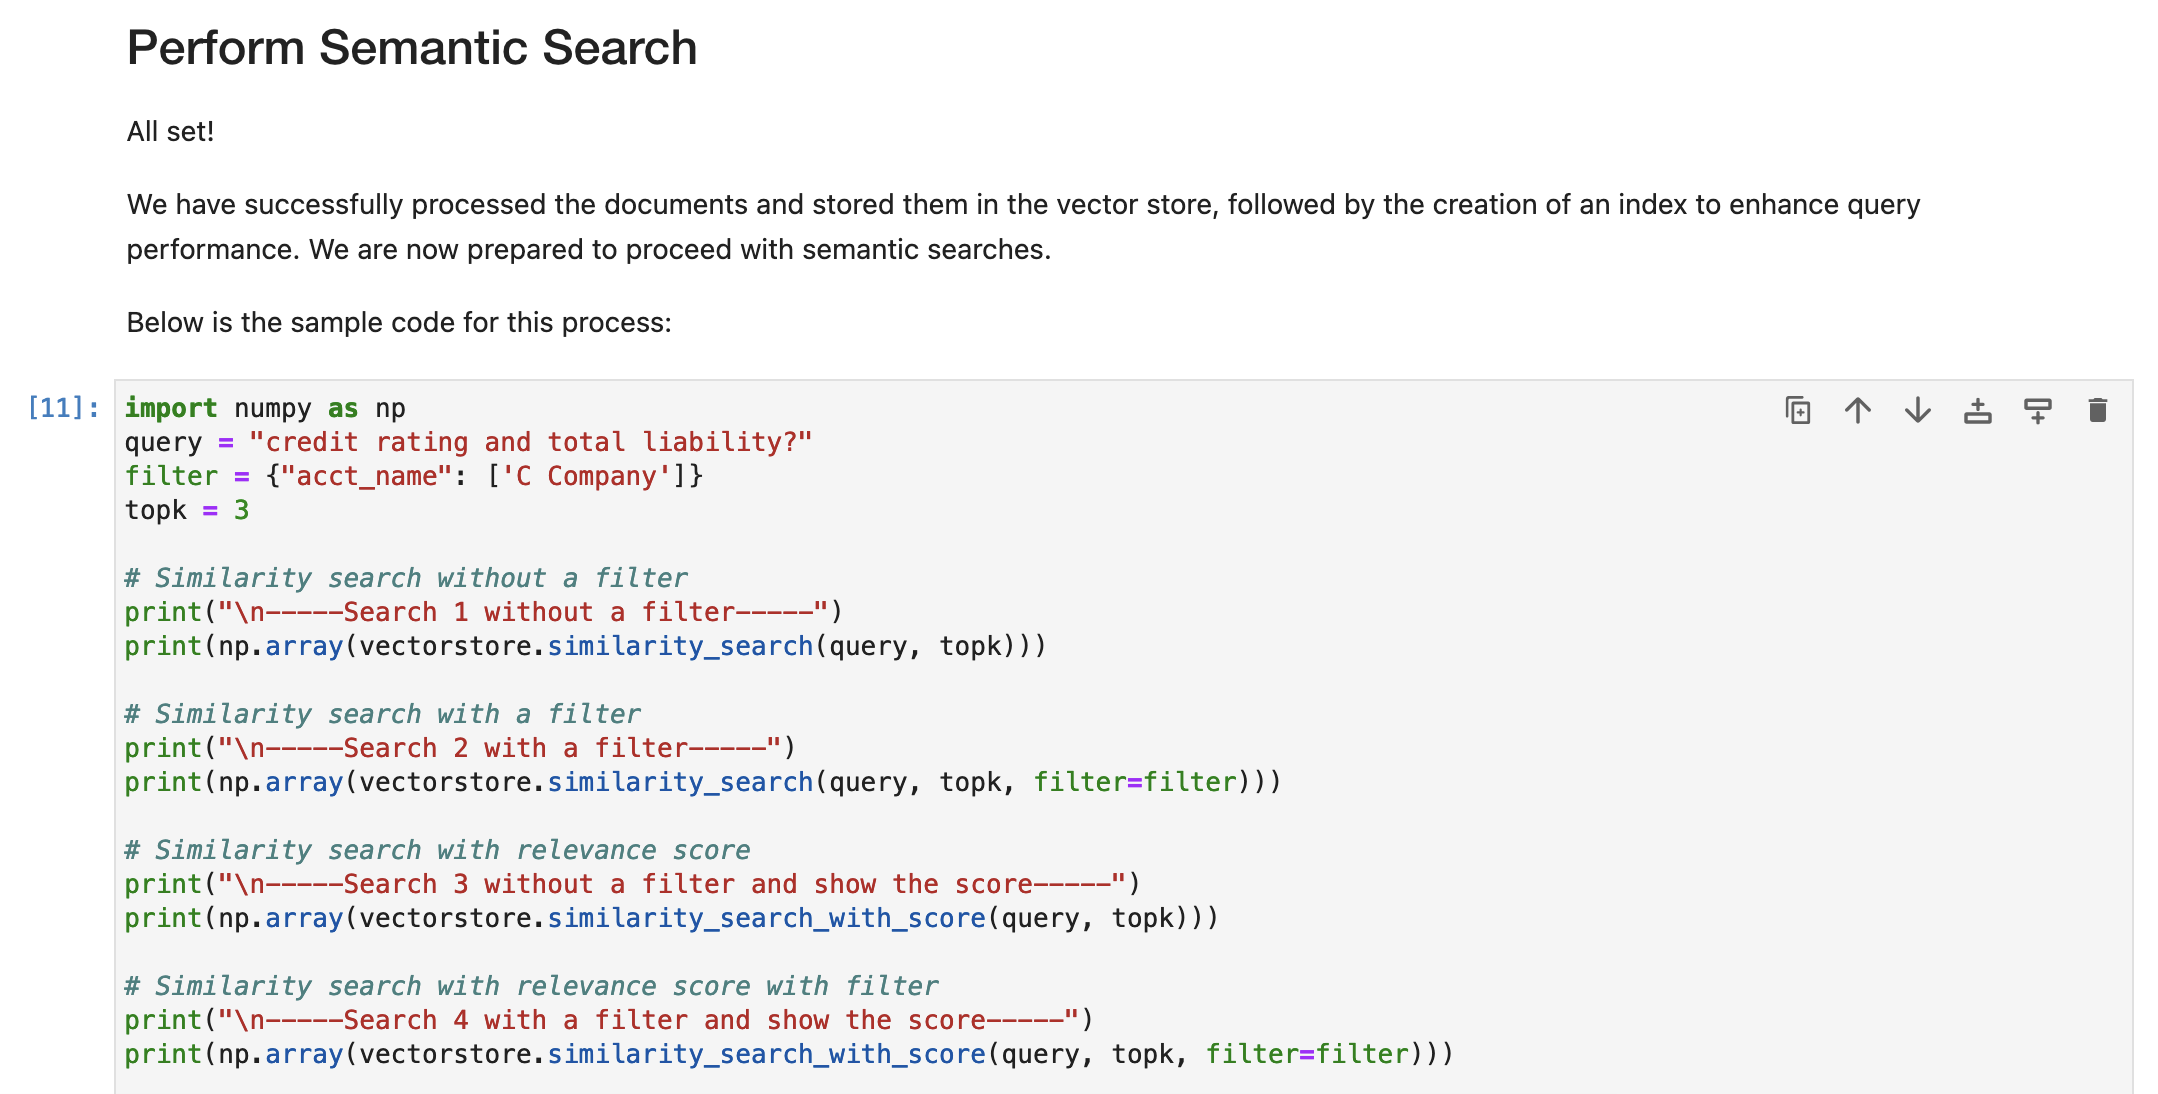 Perform Semantic Search
All set!
We have successfully processed the documents and stored them in the vector store, followed by the creation of an index to enhance query
performance. We are now prepared to proceed with semantic searches.
Below is the sample code for this process:
[11]: import numpy as np
query = "credit rating and total liability?"
filter = {"acct_name": ['C Company']}
topk = 3
# Similarity search without a filter
print("\n-----Search 1 without a filter-----")
print(np.array(vectorstore.similarity_search(query, topk)))
# Similarity search with a filter
print("\n-----Search 2 with a filter-----")
print(np.array(vectorstore.similarity_search(query, topk, filter=filter)))
# Similarity search with relevance score
print("\n-----Search 3 without a filter and show the score-----")
print(np.array(vectorstore.similarity_search_with_score(query, topk)))
# Similarity search with relevance score with filter
print("\n-----Search 4 with a filter and show the score-----")
print(np.array(vectorstore.similarity_search_with_score(query, topk, filter=filter)))